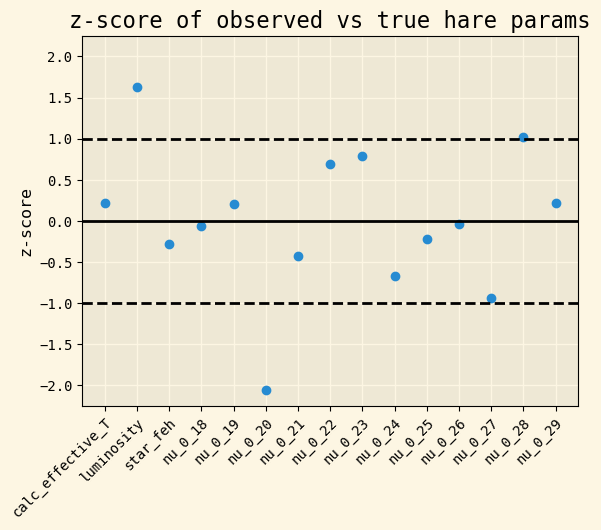 z-score of observed vs true hare params
z-score
2.0
1.5
1.0
0.5
0.0
−0.5
−1.0
−1.5
−2.0
calc_effective_T
luminosity
star_feh
nu_0_18
nu_0_19
nu_0_20
nu_0_21
nu_0_22
nu_0_23
nu_0_24
nu_0_25
nu_0_26
nu_0_27
nu_0_28
nu_0_29